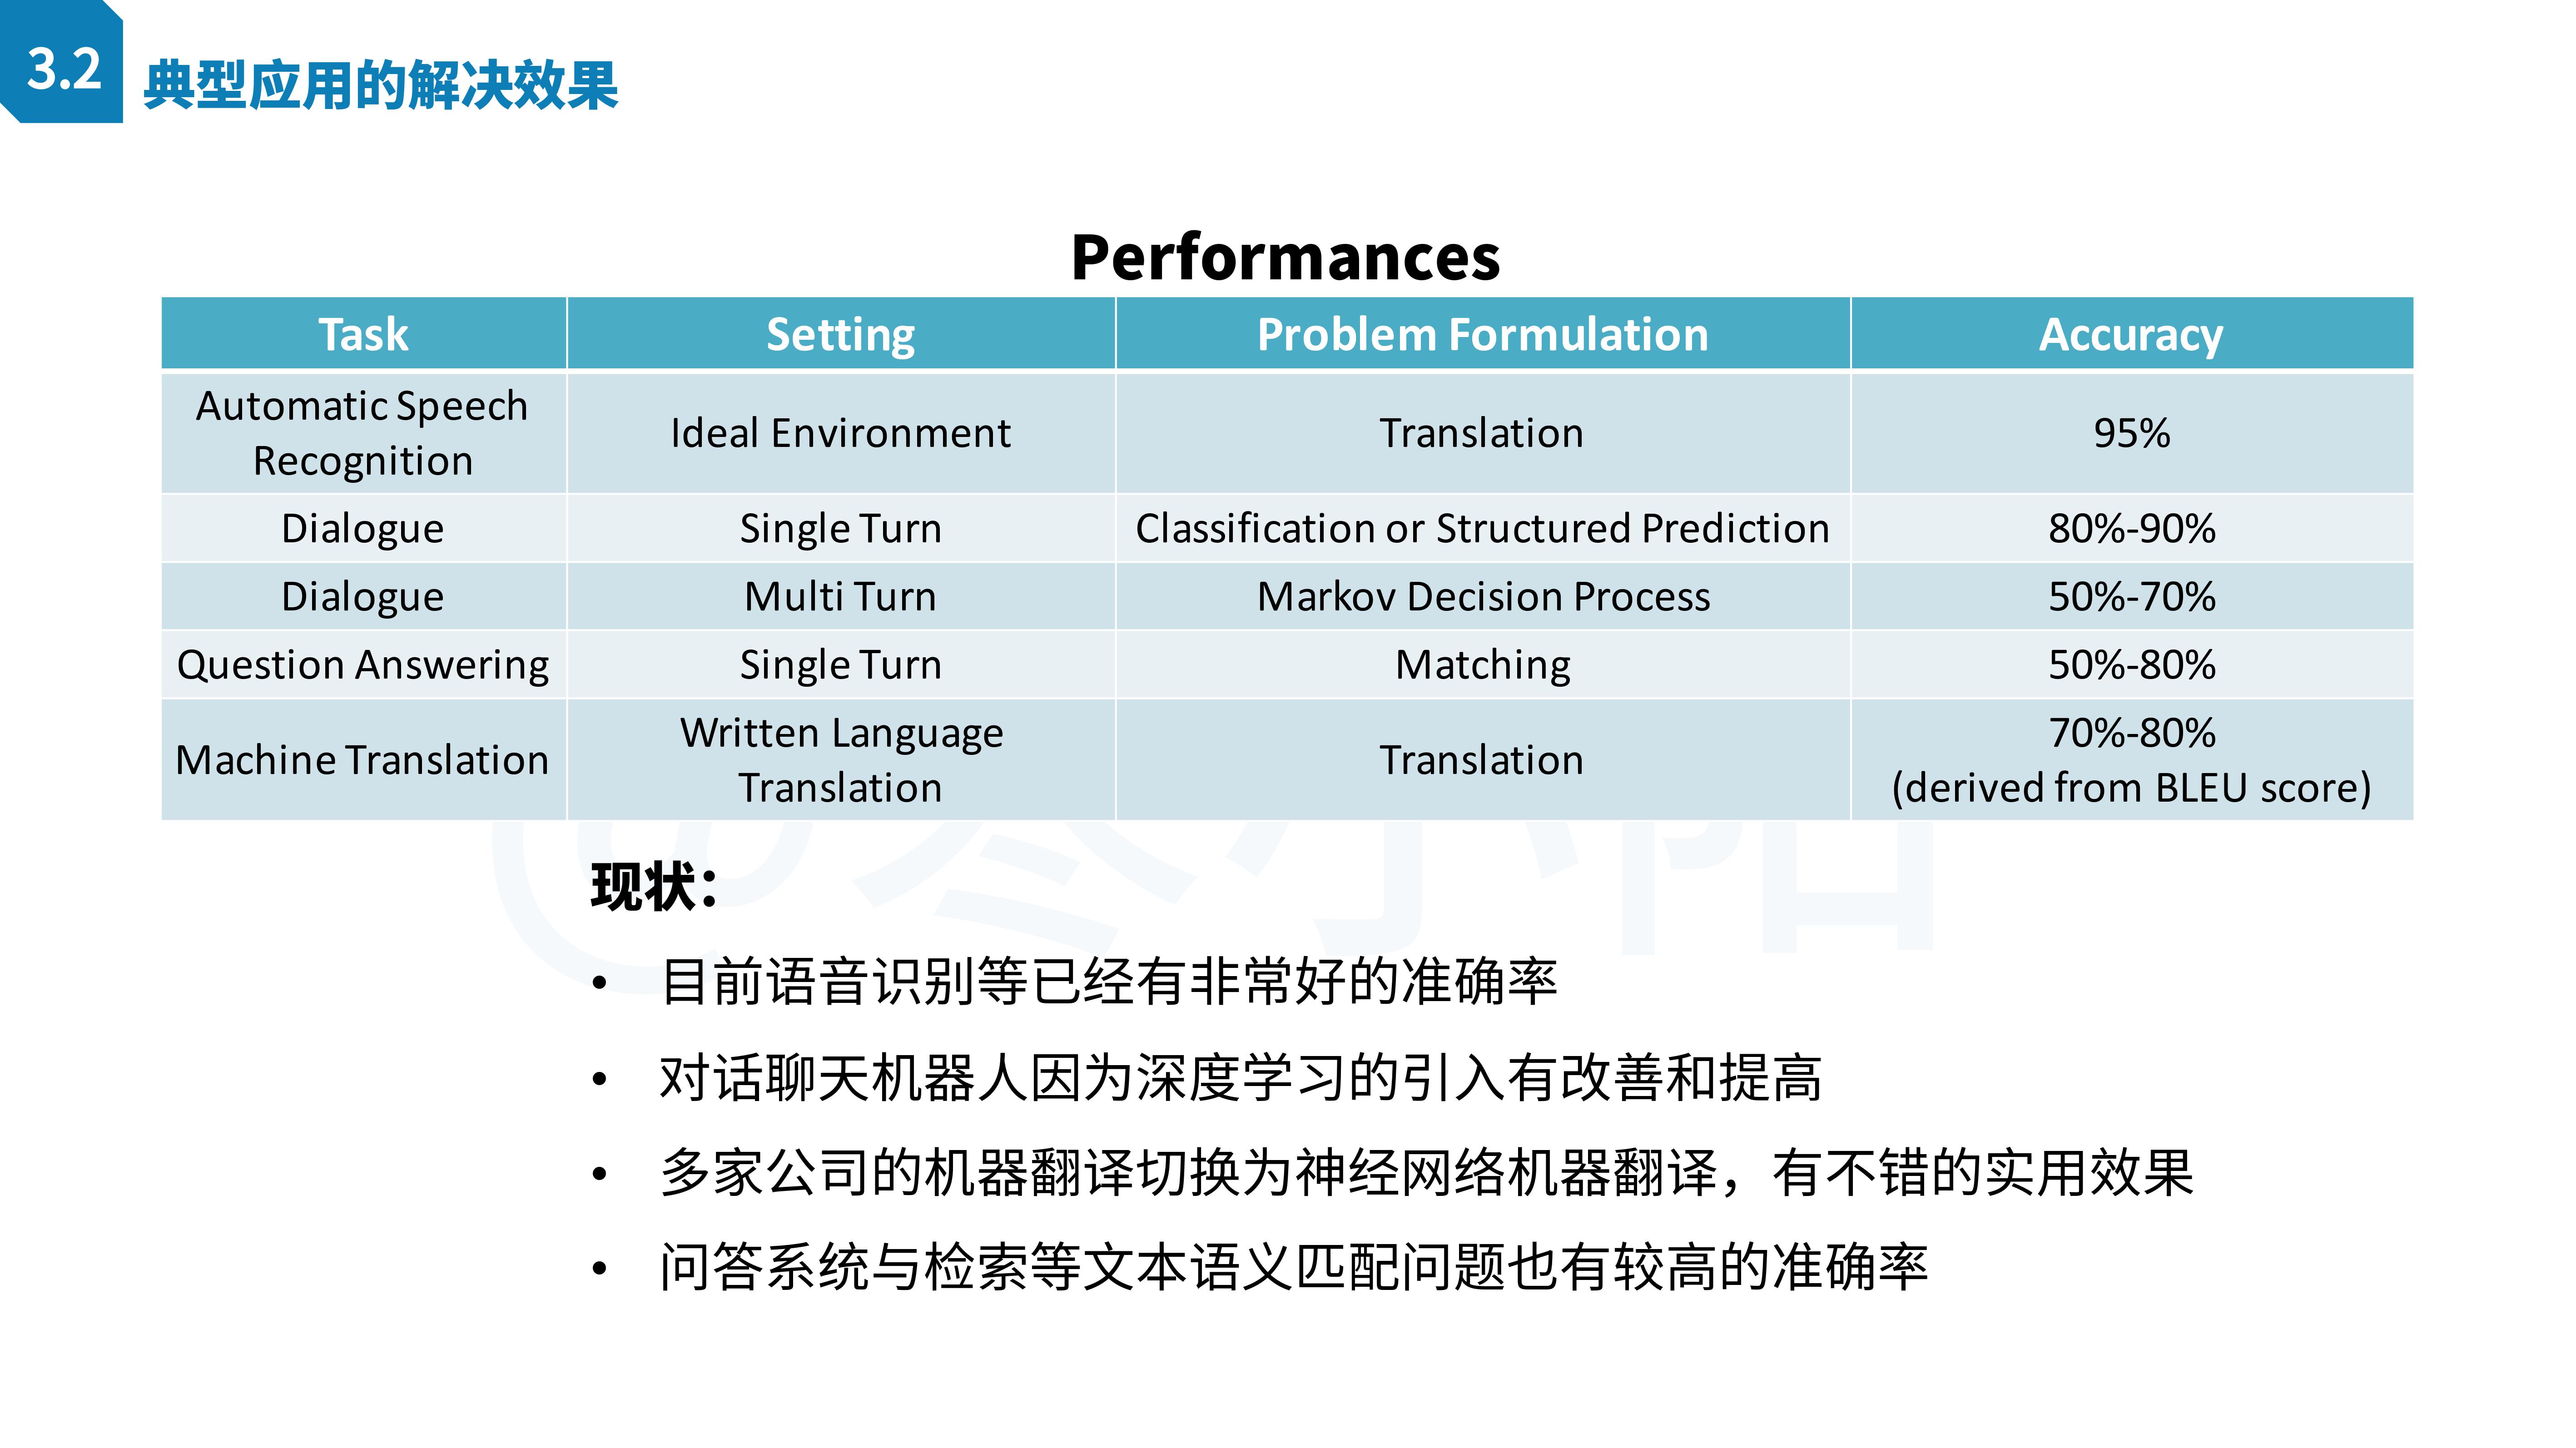 3.2
典型应用的解决效果
Performances
Task
Setting
Problem Formulation
Accuracy
Automatic Speech
Recognition
Ideal Environment
Translation
95%
Dialogue
Single Turn
Classification or Structured Prediction
80%-90%
Dialogue
Multi Turn
Markov Decision Process
50%-70%
Question Answering
Single Turn
Matching
50%-80%
Machine Translation
Written Language
Translation
Translation
70%-80%
(derived from BLEU score)
现状：
• 目前语音识别等已经有非常好的准确率
• 对话聊天机器人因为深度学习的引入有改善和提高
• 多家公司的机器翻译切换为神经网络机器翻译，有不错的实用效果
• 问答系统与检索等文本语义匹配问题也有较高的准确率